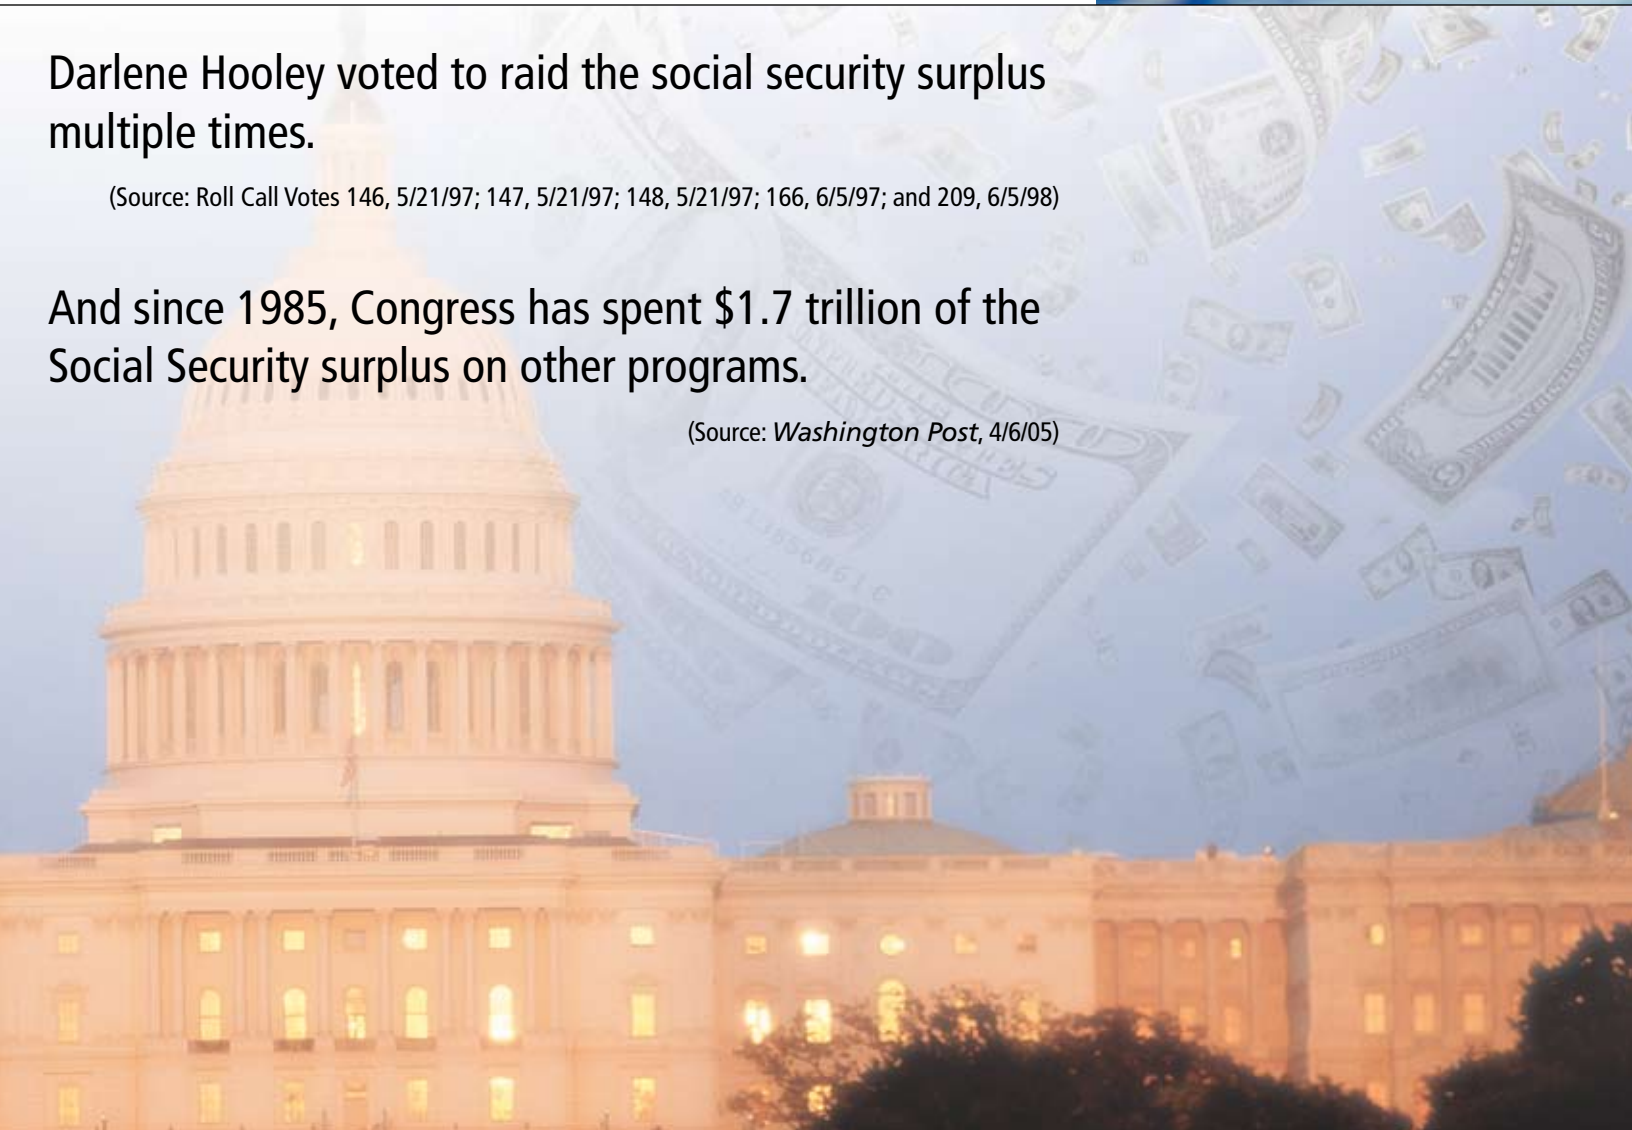 Darlene Hooley voted to raid the social security surplus
multiple times.
(Source: Roll Call Votes 146, 5/21/97; 147, 5/21/97; 148, 5/21/97; 166, 6/5/97; and 209, 6/5/98)
And since 1985, Congress has spent $1.7 trillion of the
Social Security surplus on other programs.
(Source: Washington Post, 4/6/05)